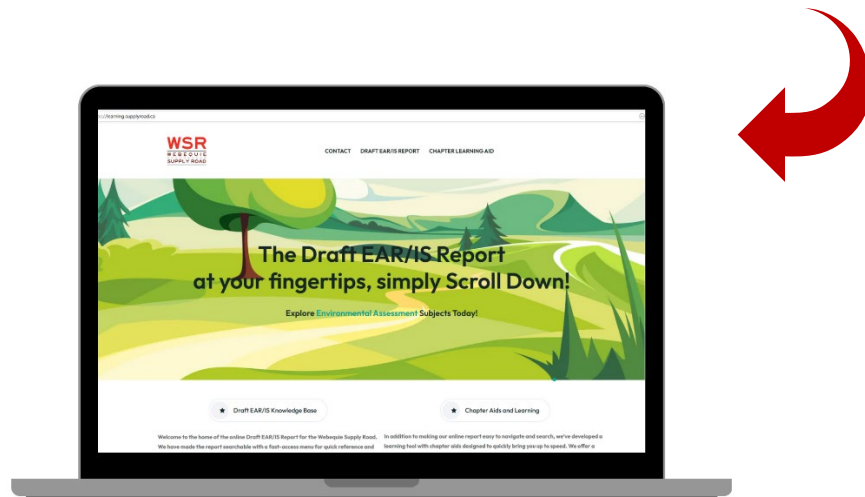 ://learning.supplyroad.ca
WSR
WEBEQUIE
SUPPLY ROAD
CONTACT DRAFT EAR/IS REPORT CHAPTER LEARNING AID
The Draft EAR/IS Report
at your fingertips, simply Scroll Down!
Explore Environmental Assessment Subjects Today!
Draft EAR/IS Knowledge Base
Chapter Aids and Learning
Welcome to the home of the online Draft EAR/IS Report for the Webequie Supply Road.
We have made the report searchable with a fast-access menu for quick reference and
In addition to making our online report easy to navigate and search, we've developed a
learning tool with chapter aids designed to quickly bring you up to speed. We offer a